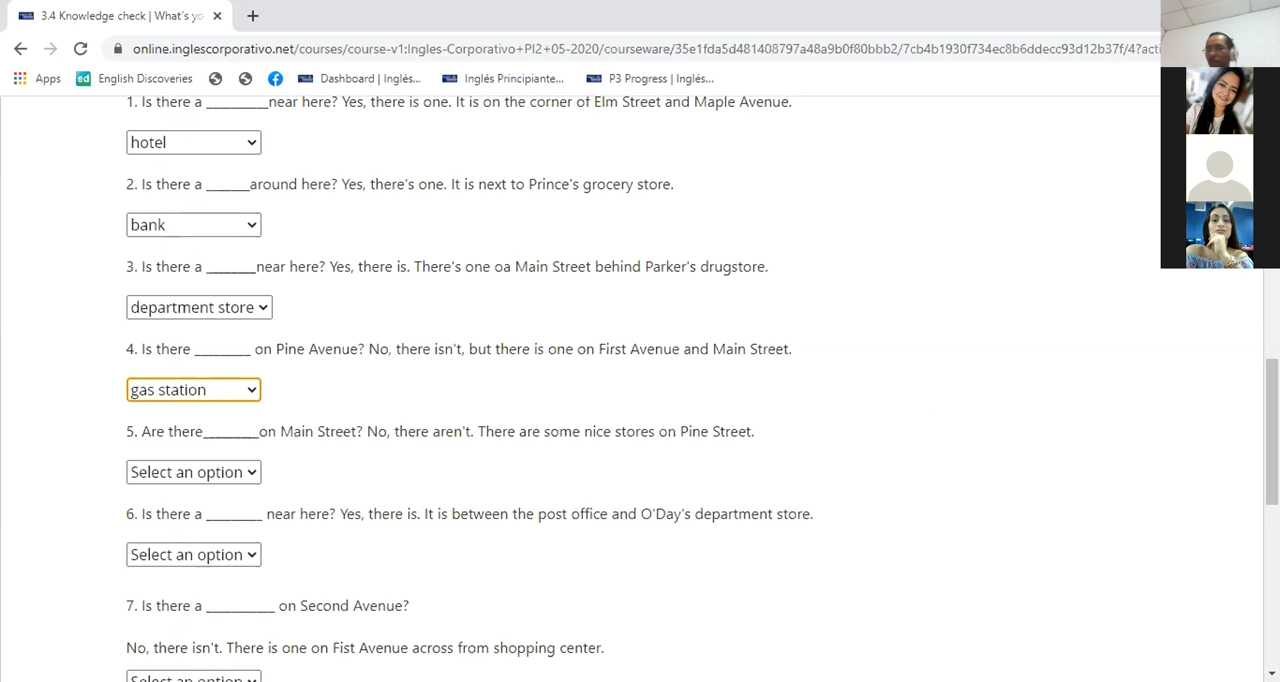 3.4 Knowledge check | What's yo
online.inglescorporativo.net/courses/course-v1:Ingles-Corporativo+PI2+05-2020/courseware/35e1fda5d481408797a48a9b0f80bbb2/7cb4b1930f734ec8b6ddecc93d12b37f/4?acti
Apps English Discoveries Dashboard | Inglés... Inglés Principiante... P3 Progress | Inglés...
1. Is there a _________near here? Yes, there is one. It is on the corner of Elm Street and Maple Avenue.
hotel
2. Is there a ______around here? Yes, there's one. It is next to Prince's grocery store.
bank
3. Is there a _______near here? Yes, there is. There's one oa Main Street behind Parker's drugstore.
department store
4. Is there ________ on Pine Avenue? No, there isn't, but there is one on First Avenue and Main Street.
gas station
5. Are there________on Main Street? No, there aren't. There are some nice stores on Pine Street.
Select an option
6. Is there a ________ near here? Yes, there is. It is between the post office and O'Day's department store.
Select an option
7. Is there a __________ on Second Avenue?
No, there isn't. There is one on Fist Avenue across from shopping center.
Select an option